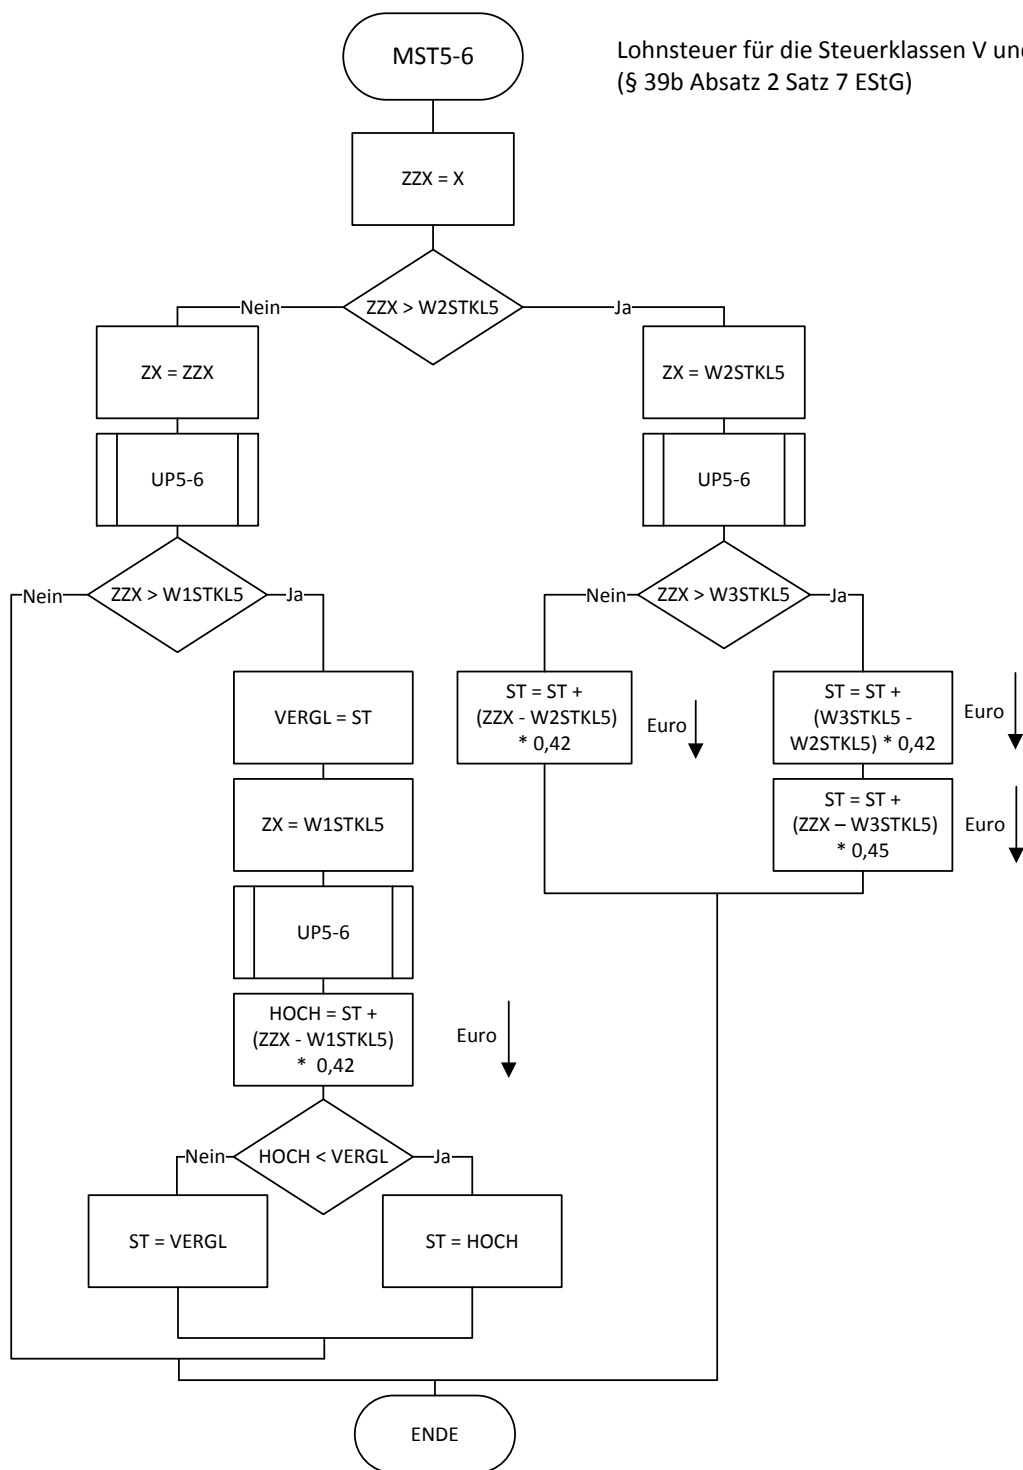 MST5-6
Lohnsteuer für die Steuerklassen V und
(§ 39b Absatz 2 Satz 7 EStG)
ZZX = X
ZZX > W2STKL5
Nein
Ja
ZX = ZZX
ZX = W2STKL5
UP5-6
UP5-6
ZZX > W1STKL5
Nein
Ja
ZZX > W3STKL5
Nein
Ja
VERGL = ST
ST = ST +
(ZZX - W2STKL5)
* 0,42
Euro
ST = ST +
(W3STKL5 -
W2STKL5) * 0,42
Euro
ZX = W1STKL5
ST = ST +
(ZZX – W3STKL5)
* 0,45
Euro
UP5-6
HOCH = ST +
(ZZX - W1STKL5)
* 0,42
Euro
HOCH < VERGL
Nein
Ja
ST = VERGL
ST = HOCH
ENDE